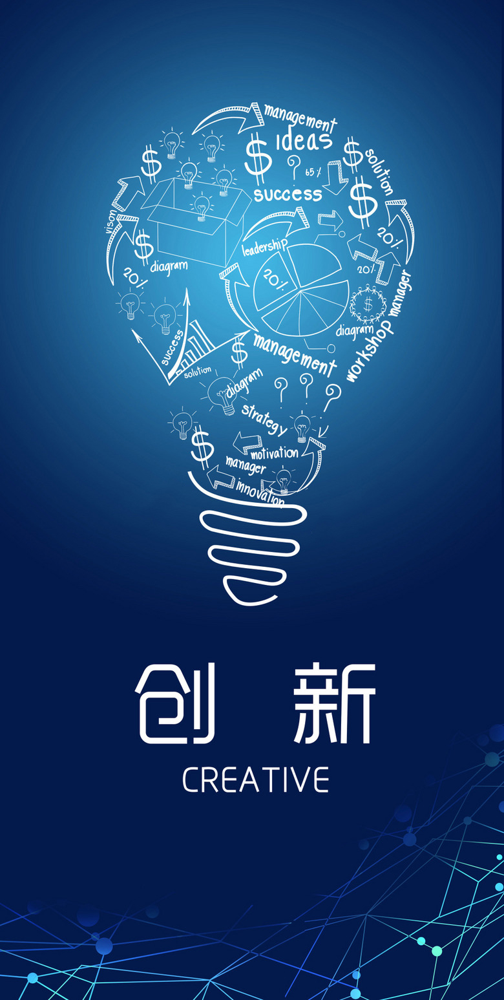 management
ideas
$
$
$
solution
65%
success
$
vison
20%
$
leadership
diagram
20%
20%
20%
manager
$
success
diagram
workshop
management
$
solution
diagram
strategy
$
motivation
manager
innovation
创 新
CREATIVE